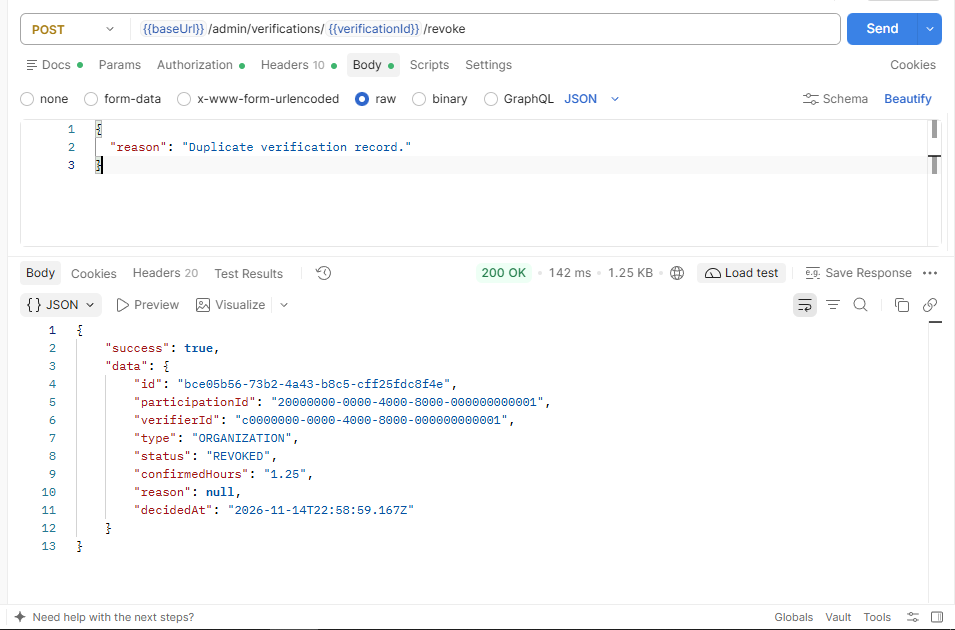 POST {{baseUrl}} /admin/verifications/ {{verificationId}} /revoke Send
Docs Params Authorization Headers 10 Body Scripts Settings Cookies
none form-data x-www-form-urlencoded raw binary GraphQL JSON Schema Beautify
1 {
2 "reason": "Duplicate verification record."
3 }
Body Cookies Headers 20 Test Results 200 OK • 142 ms • 1.25 KB • Load test e.g. Save Response
{} JSON Preview Visualize
1 {
2 "success": true,
3 "data": {
4 "id": "bce05b56-73b2-4a43-b8c5-cff25fdc8f4e",
5 "participationId": "20000000-0000-4000-8000-000000000001",
6 "verifierId": "c0000000-0000-4000-8000-000000000001",
7 "type": "ORGANIZATION",
8 "status": "REVOKED",
9 "confirmedHours": "1.25",
10 "reason": null,
11 "decidedAt": "2026-11-14T22:58:59.167Z"
12 }
13 }
Need help with the next steps? Globals Vault Tools